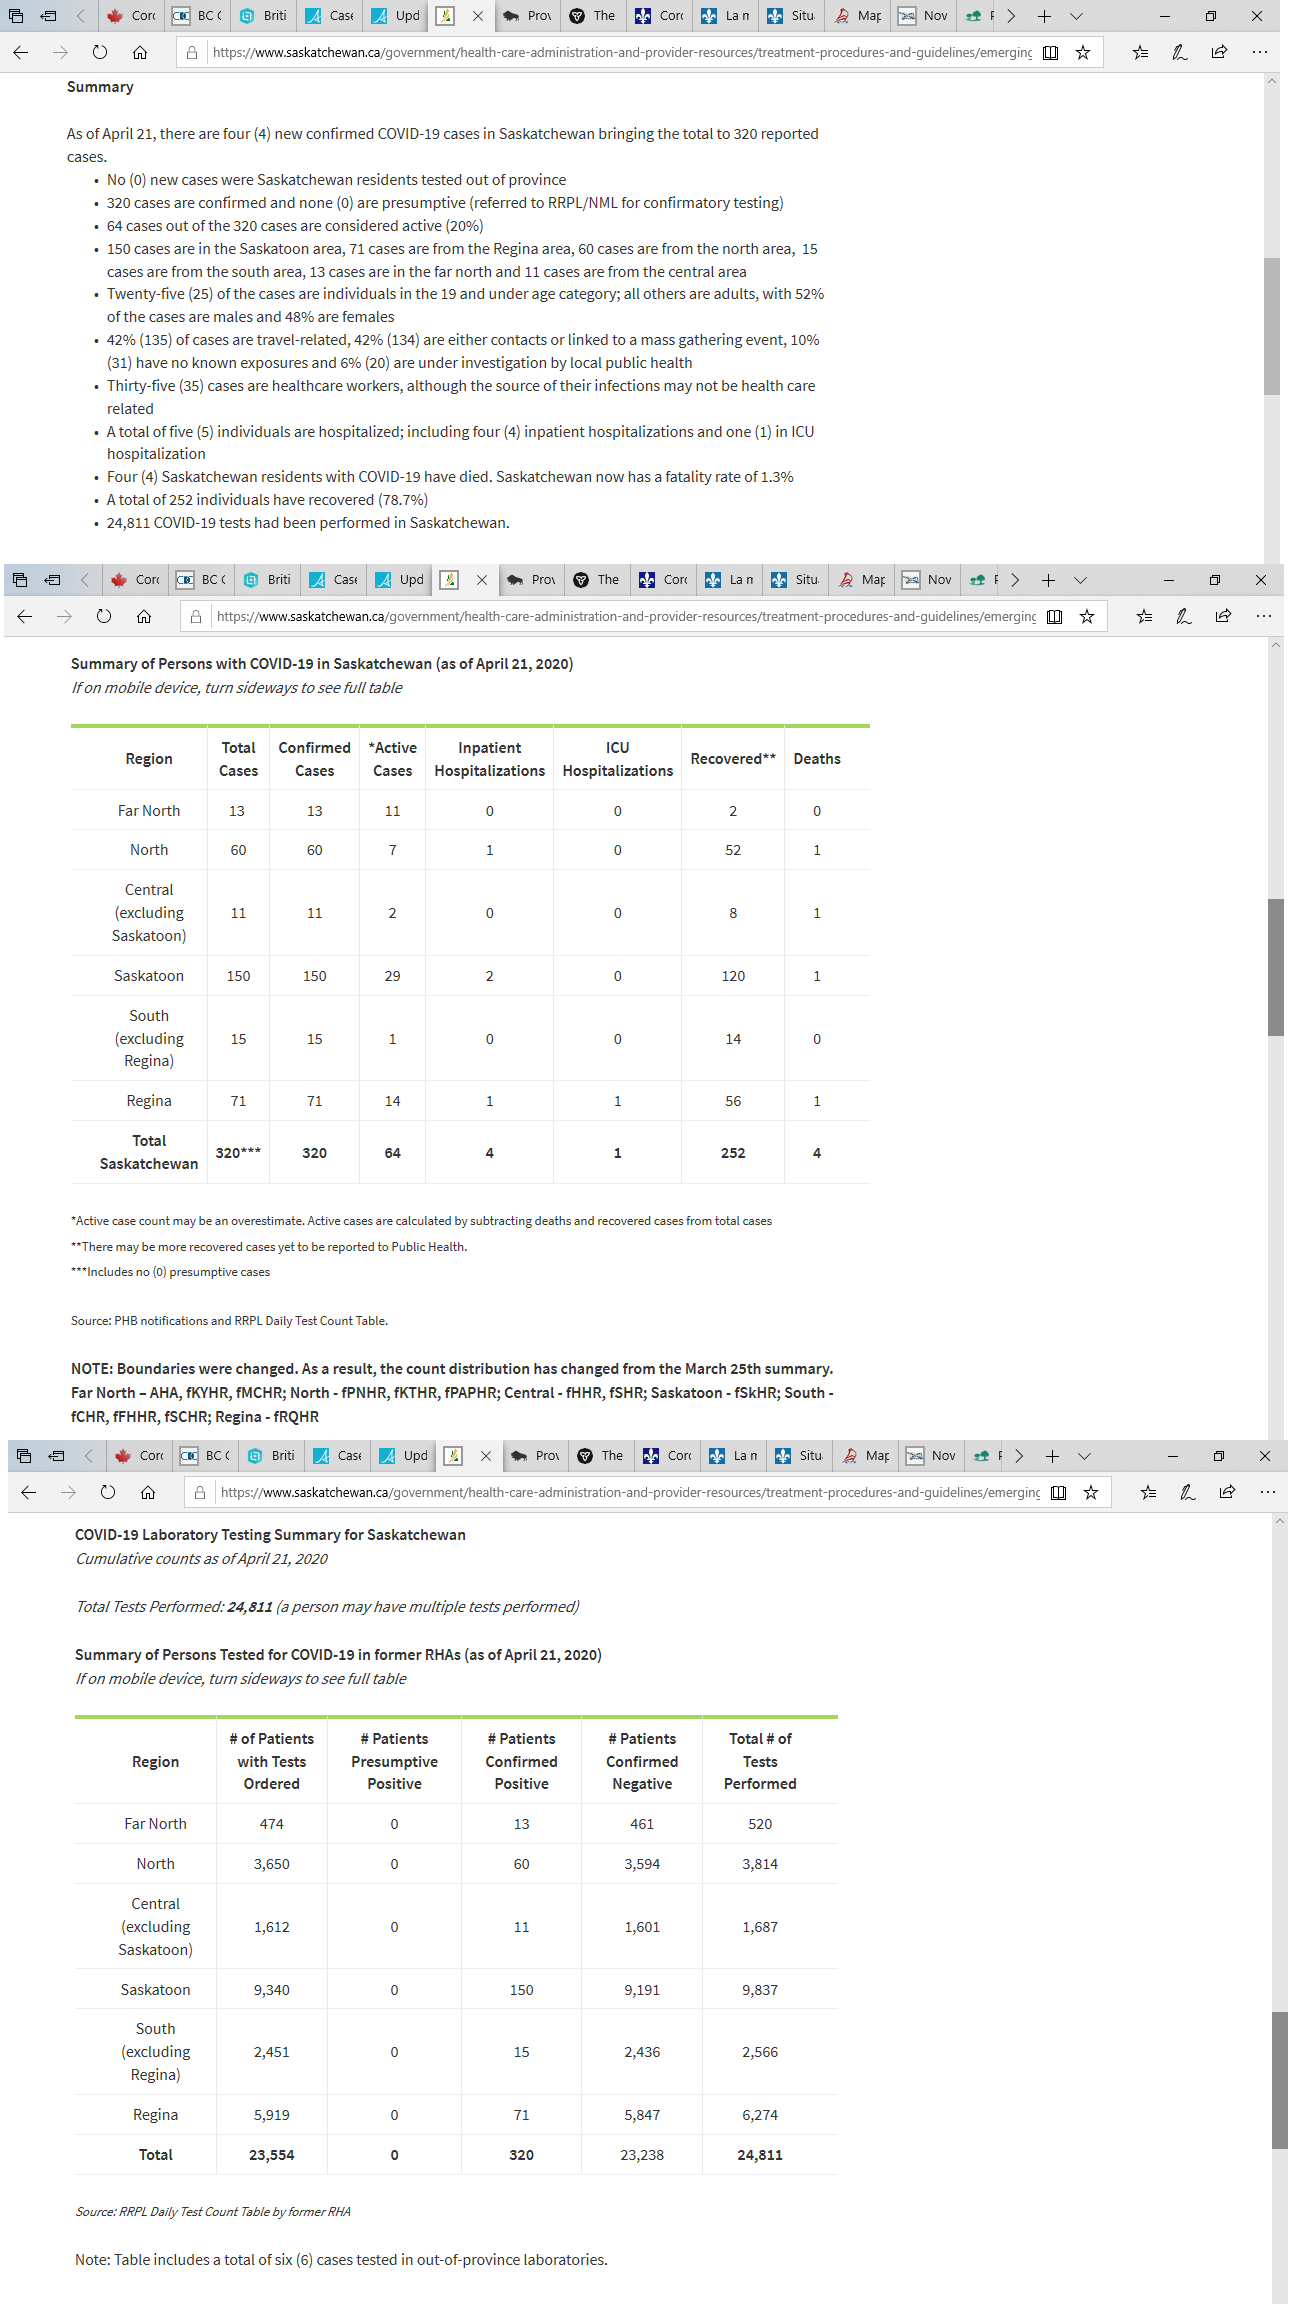 Corc BC ( Briti Case Upd Prov The Corc La n Situ Map Nov
https://www.saskatchewan.ca/government/health-care-administration-and-provider-resources/treatment-procedures-and-guidelines/emerging
Summary
As of April 21, there are four (4) new confirmed COVID-19 cases in Saskatchewan bringing the total to 320 reported
cases.
• No (0) new cases were Saskatchewan residents tested out of province
• 320 cases are confirmed and none (0) are presumptive (referred to RRPL/NML for confirmatory testing)
• 64 cases out of the 320 cases are considered active (20%)
• 150 cases are in the Saskatoon area, 71 cases are from the Regina area, 60 cases are from the north area, 15
cases are from the south area, 13 cases are in the far north and 11 cases are from the central area
• Twenty-five (25) of the cases are individuals in the 19 and under age category; all others are adults, with 52%
of the cases are males and 48% are females
• 42% (135) of cases are travel-related, 42% (134) are either contacts or linked to a mass gathering event, 10%
(31) have no known exposures and 6% (20) are under investigation by local public health
• Thirty-five (35) cases are healthcare workers, although the source of their infections may not be health care
related
• A total of five (5) individuals are hospitalized; including four (4) inpatient hospitalizations and one (1) in ICU
hospitalization
• Four (4) Saskatchewan residents with COVID-19 have died. Saskatchewan now has a fatality rate of 1.3%
• A total of 252 individuals have recovered (78.7%)
• 24,811 COVID-19 tests had been performed in Saskatchewan.
Corc BC ( Briti Case Upd Prov The Corc La n Situ Map Nov
https://www.saskatchewan.ca/government/health-care-administration-and-provider-resources/treatment-procedures-and-guidelines/emerging
Summary of Persons with COVID-19 in Saskatchewan (as of April 21, 2020)
If on mobile device, turn sideways to see full table
Region Total Cases Confirmed Cases *Active Cases Inpatient Hospitalizations ICU Hospitalizations Recovered** Deaths
Far North 13 13 11 0 0 2 0
North 60 60 7 1 0 52 1
Central (excluding Saskatoon) 11 11 2 0 0 8 1
Saskatoon 150 150 29 2 0 120 1
South (excluding Regina) 15 15 1 0 0 14 0
Regina 71 71 14 1 1 56 1
Total Saskatchewan 320*** 320 64 4 1 252 4
*Active case count may be an overestimate. Active cases are calculated by subtracting deaths and recovered cases from total cases
**There may be more recovered cases yet to be reported to Public Health.
***Includes no (0) presumptive cases
Source: PHB notifications and RRPL Daily Test Count Table.
NOTE: Boundaries were changed. As a result, the count distribution has changed from the March 25th summary.
Far North – AHA, fKYHR, fMCHR; North - fPNHR, fKTHR, fPAPHR; Central - fHHR, fSHR; Saskatoon - fSkHR; South -
fCHR, fFHHR, fSCHR; Regina - fRQHR
Corc BC ( Briti Case Upd Prov The Corc La n Situ Map Nov
https://www.saskatchewan.ca/government/health-care-administration-and-provider-resources/treatment-procedures-and-guidelines/emerging
COVID-19 Laboratory Testing Summary for Saskatchewan
Cumulative counts as of April 21, 2020
Total Tests Performed: 24,811 (a person may have multiple tests performed)
Summary of Persons Tested for COVID-19 in former RHAs (as of April 21, 2020)
If on mobile device, turn sideways to see full table
Region # of Patients with Tests Ordered # Patients Presumptive Positive # Patients Confirmed Positive # Patients Confirmed Negative Total # of Tests Performed
Far North 474 0 13 461 520
North 3,650 0 60 3,594 3,814
Central (excluding Saskatoon) 1,612 0 11 1,601 1,687
Saskatoon 9,340 0 150 9,191 9,837
South (excluding Regina) 2,451 0 15 2,436 2,566
Regina 5,919 0 71 5,847 6,274
Total 23,554 0 320 23,238 24,811
Source: RRPL Daily Test Count Table by former RHA
Note: Table includes a total of six (6) cases tested in out-of-province laboratories.